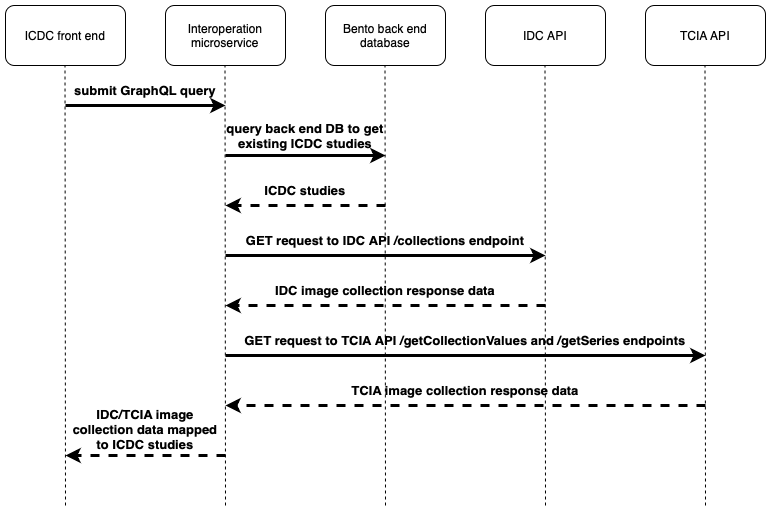 ICDC front end
Interoperation
microservice
Bento back end
database
IDC API
TCIA API
submit GraphQL query
query back end DB to get
existing ICDC studies
ICDC studies
GET request to IDC API /collections endpoint
IDC image collection response data
GET request to TCIA API /getCollectionValues and /getSeries endpoints
TCIA image collection response data
IDC/TCIA image
collection data mapped
to ICDC studies